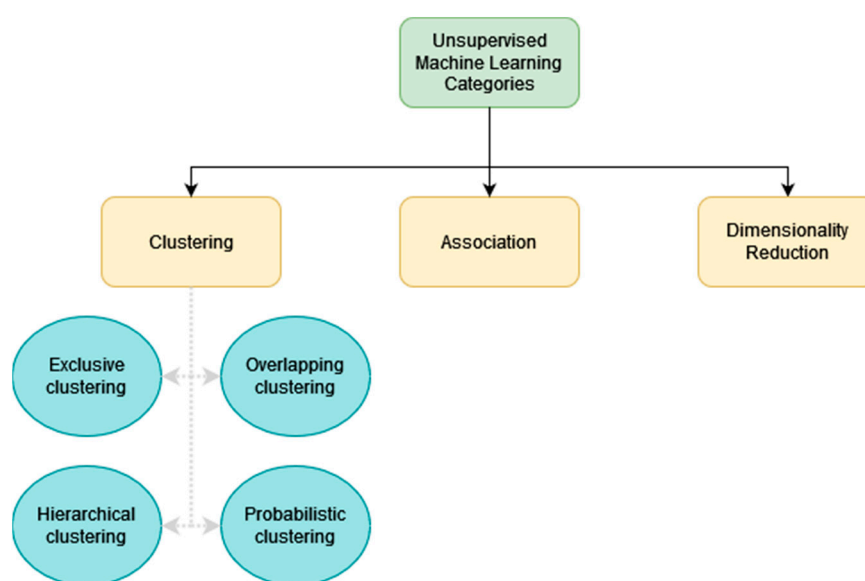 Unsupervised
Machine Learning
Categories
Clustering
Association
Dimensionality
Reduction
Exclusive
clustering
Overlapping
clustering
Hierarchical
clustering
Probabilistic
clustering